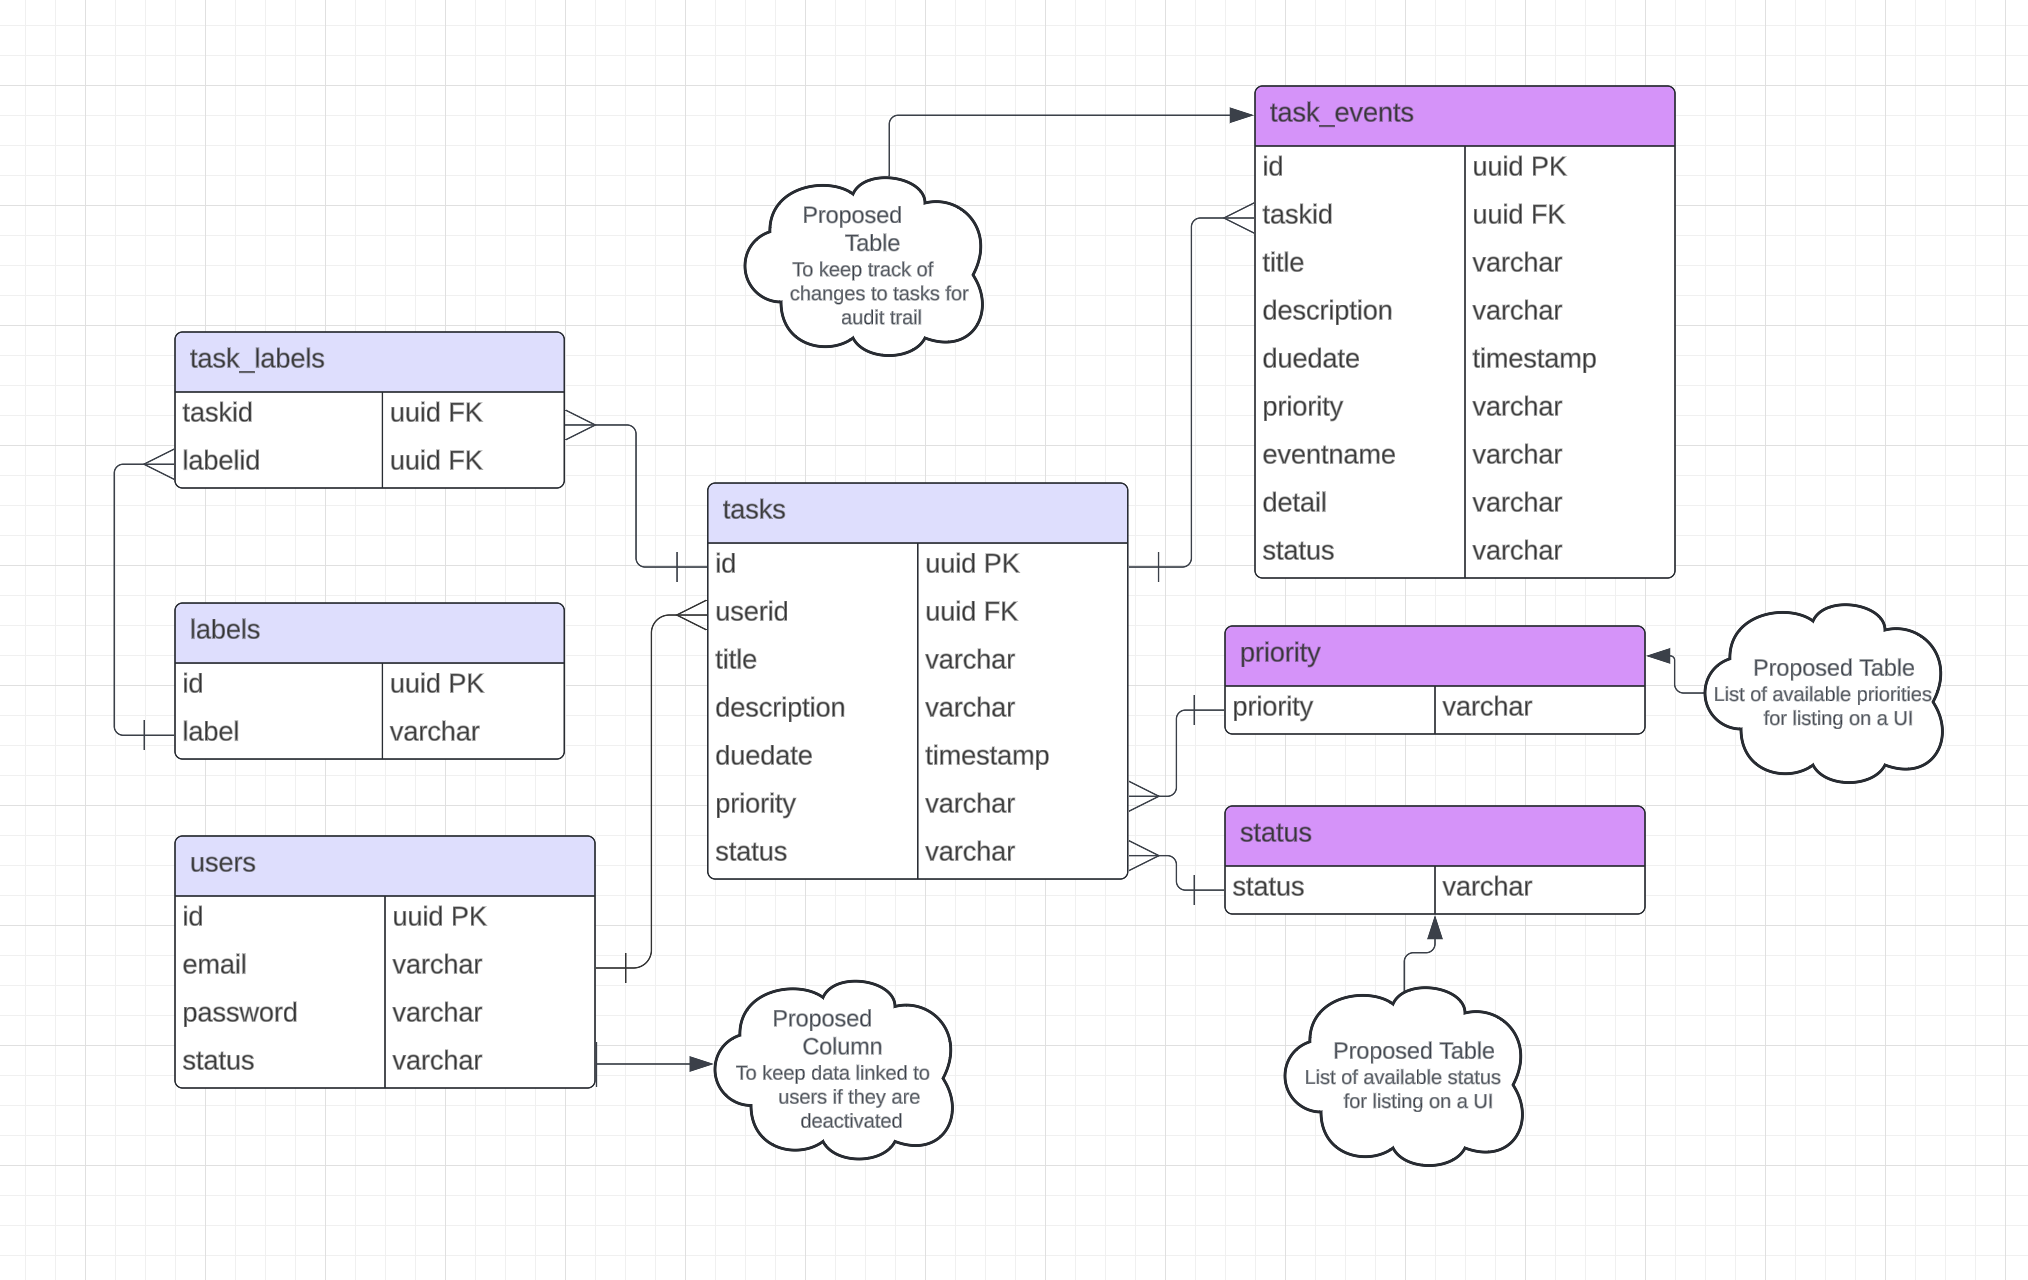 task_events
id uuid PK
taskid uuid FK
title varchar
description varchar
duedate timestamp
priority varchar
eventname varchar
detail varchar
status varchar
Proposed
Table
To keep track of
changes to tasks for
audit trail
task_labels
taskid uuid FK
labelid uuid FK
tasks
id uuid PK
userid uuid FK
title varchar
description varchar
duedate timestamp
priority varchar
status varchar
labels
id uuid PK
label varchar
priority
priority varchar
Proposed Table
List of available priorities
for listing on a UI
status
status varchar
users
id uuid PK
email varchar
password varchar
status varchar
Proposed
Column
To keep data linked to
users if they are
deactivated
Proposed Table
List of available status
for listing on a UI